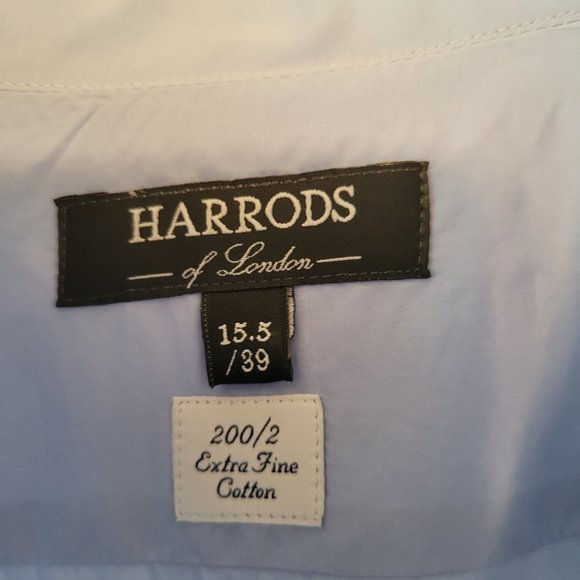 HARRODS
of London
15.5
/39
200/2
Extra Fine
Cotton